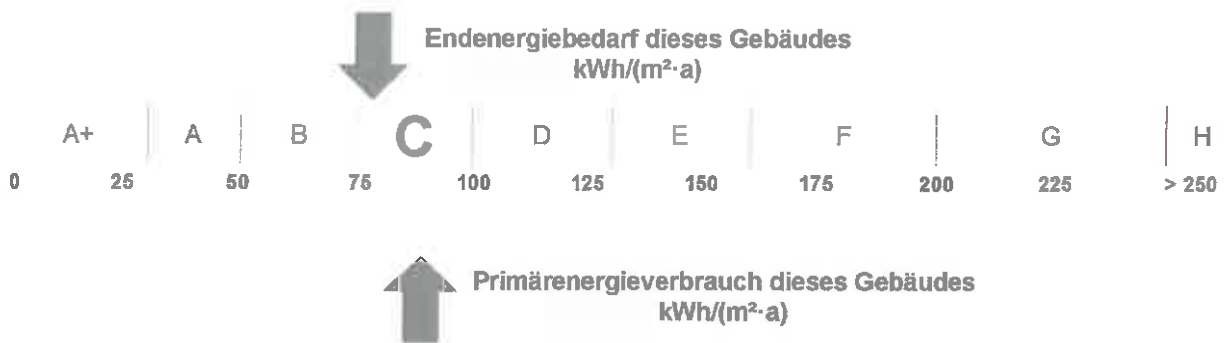 Endenergiebedarf dieses Gebäudes
kWh/(m²·a)
A+ A B C D E F G H
0 25 50 75 100 125 150 175 200 225 > 250
Primärenergieverbrauch dieses Gebäudes
kWh/(m²·a)